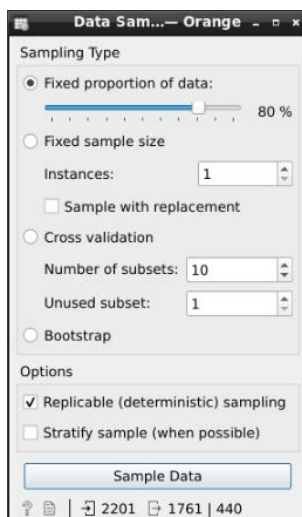 Data Sam...— Orange
Sampling Type
Fixed proportion of data:
80 %
Fixed sample size
Instances: 1
Sample with replacement
Cross validation
Number of subsets: 10
Unused subset: 1
Bootstrap
Options
Replicable (deterministic) sampling
Stratify sample (when possible)
Sample Data
? | 2201 1761 | 440